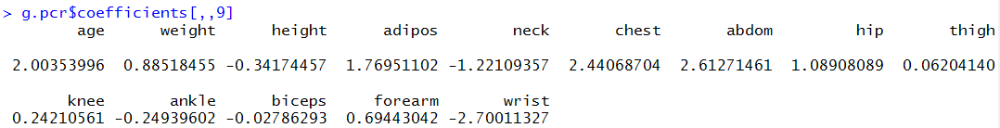 > g.pcr$coefficients[,,9]
age weight height adipos neck chest abdom hip thigh
2.00353996 0.88518455 -0.34174457 1.76951102 -1.22109357 2.44068704 2.61271461 1.08908089 0.06204140
knee ankle biceps forearm wrist
0.24210561 -0.24939602 -0.02786293 0.69443042 -2.70011327